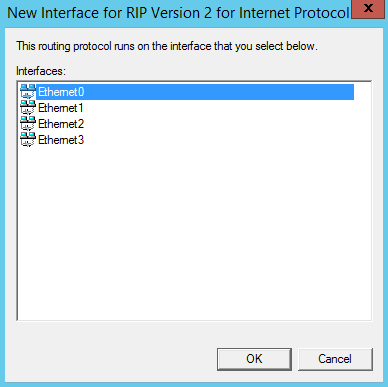 New Interface for RIP Version 2 for Internet Protocol
x
This routing protocol runs on the interface that you select below.
Interfaces:
Ethernet0
Ethernet1
Ethernet2
Ethernet3
OK
Cancel